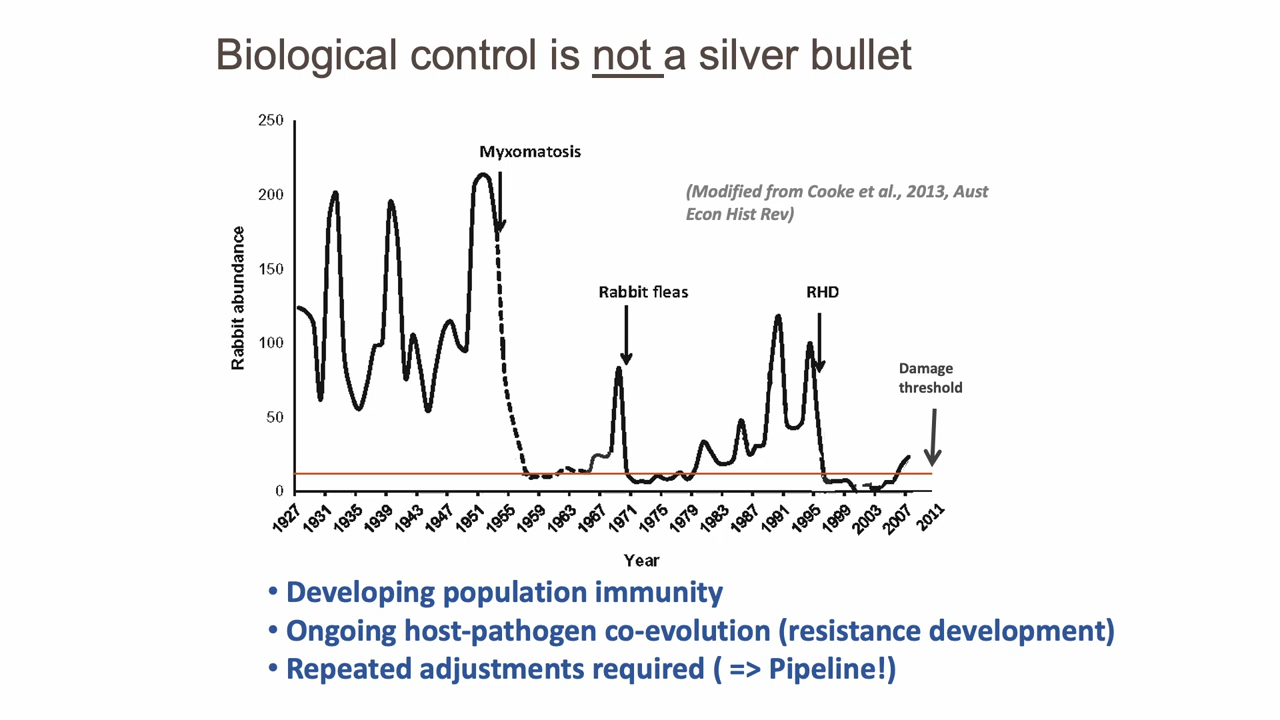 Biological control is not a silver bullet
250
200
150
100
50
0
Rabbit abundance
Myxomatosis
(Modified from Cooke et al., 2013, Aust
Econ Hist Rev)
Rabbit fleas
RHD
Damage
threshold
1927
1931
1935
1939
1943
1947
1951
1955
1959
1963
1967
1971
1975
1979
1983
1987
1991
1995
1999
2003
2007
2011
Year
• Developing population immunity
• Ongoing host-pathogen co-evolution (resistance development)
• Repeated adjustments required ( => Pipeline!)